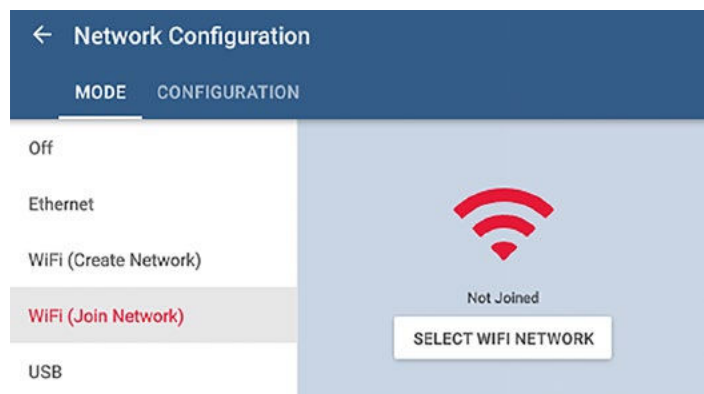 Network Configuration
MODE CONFIGURATION
Off
Ethernet
WiFi (Create Network)
WiFi (Join Network)
USB
Not Joined
SELECT WIFI NETWORK